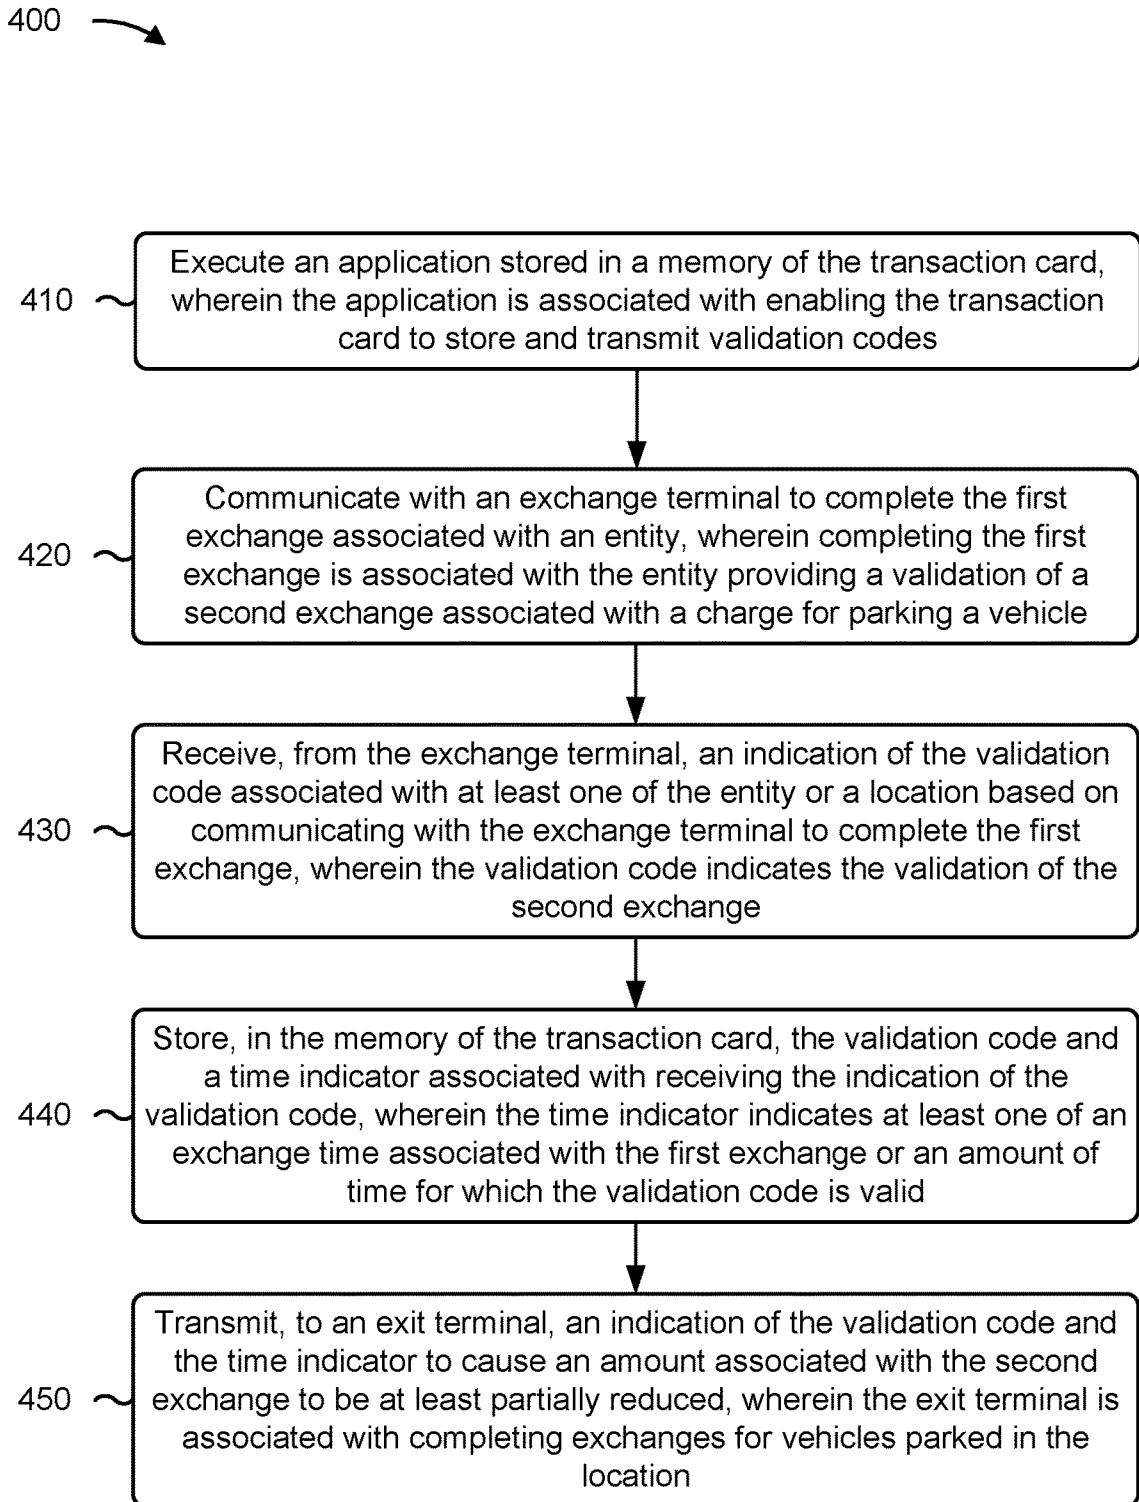 400
Execute an application stored in a memory of the transaction card,
410
wherein the application is associated with enabling the transaction
card to store and transmit validation codes
Communicate with an exchange terminal to complete the first
exchange associated with an entity, wherein completing the first
420
exchange is associated with the entity providing a validation of a
second exchange associated with a charge for parking a vehicle
Receive, from the exchange terminal, an indication of the validation
code associated with at least one of the entity or a location based on
430
communicating with the exchange terminal to complete the first
exchange, wherein the validation code indicates the validation of the
second exchange
Store, in the memory of the transaction card, the validation code and
a time indicator associated with receiving the indication of the
440
validation code, wherein the time indicator indicates at least one of an
exchange time associated with the first exchange or an amount of
time for which the validation code is valid
Transmit, to an exit terminal, an indication of the validation code and
the time indicator to cause an amount associated with the second
450
exchange to be at least partially reduced, wherein the exit terminal is
associated with completing exchanges for vehicles parked in the
location